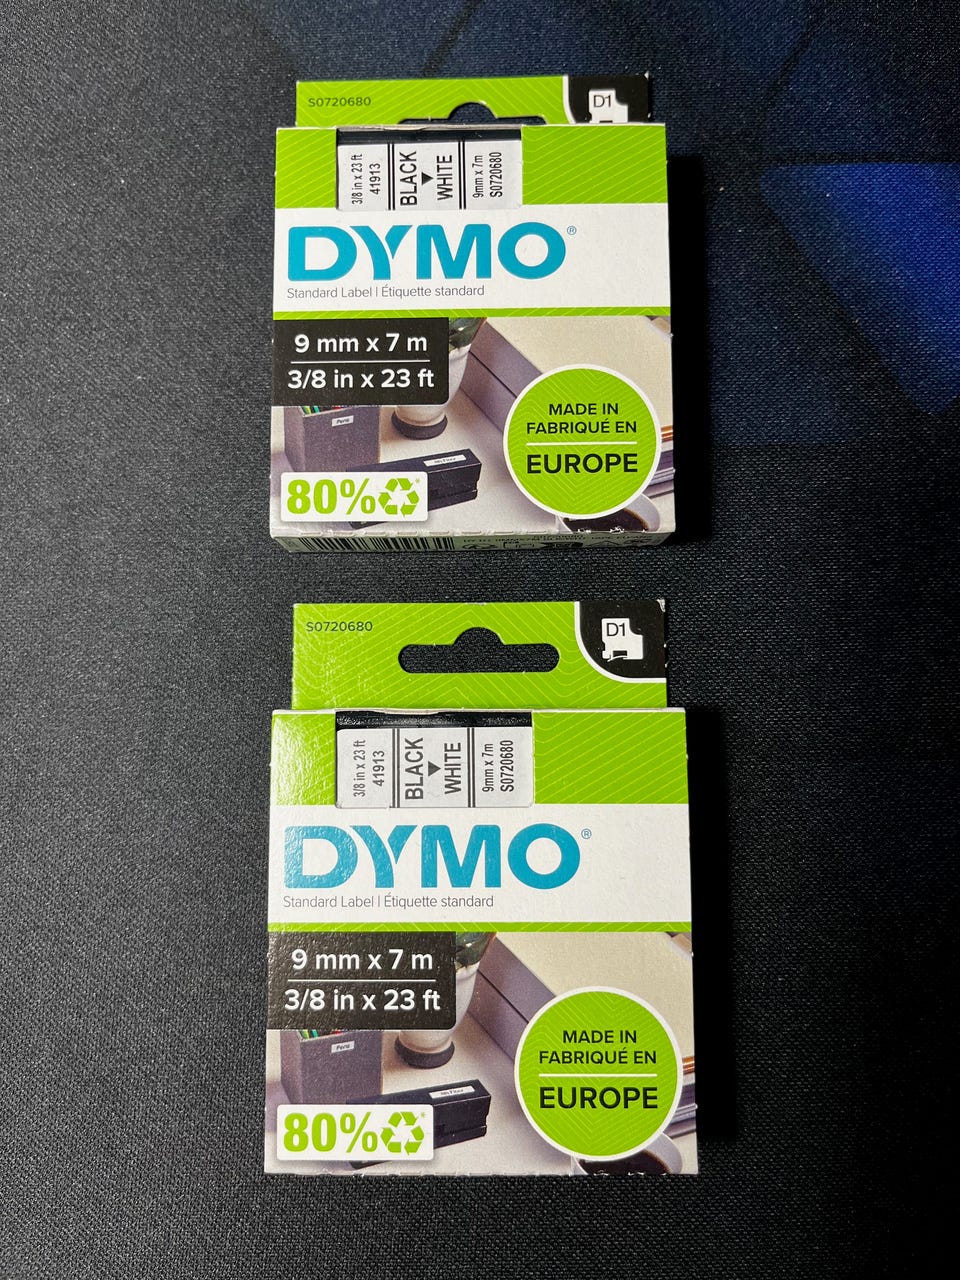 S0720680
D1
3/8 in x 23 ft
41913
BLACK
WHITE
9mm x 7m
S0720680
DYMO®
Standard Label | Étiquette standard
9 mm x 7 m
3/8 in x 23 ft
MADE IN
FABRIQUÉ EN
EUROPE
Pens
80%*
S0720680
D1
3/8 in x 23 ft
41913
BLACK
WHITE
9mm x 7m
S0720680
DYMO®
Standard Label | Étiquette standard
9 mm x 7 m
3/8 in x 23 ft
MADE IN
FABRIQUÉ EN
EUROPE
Pens
80%*